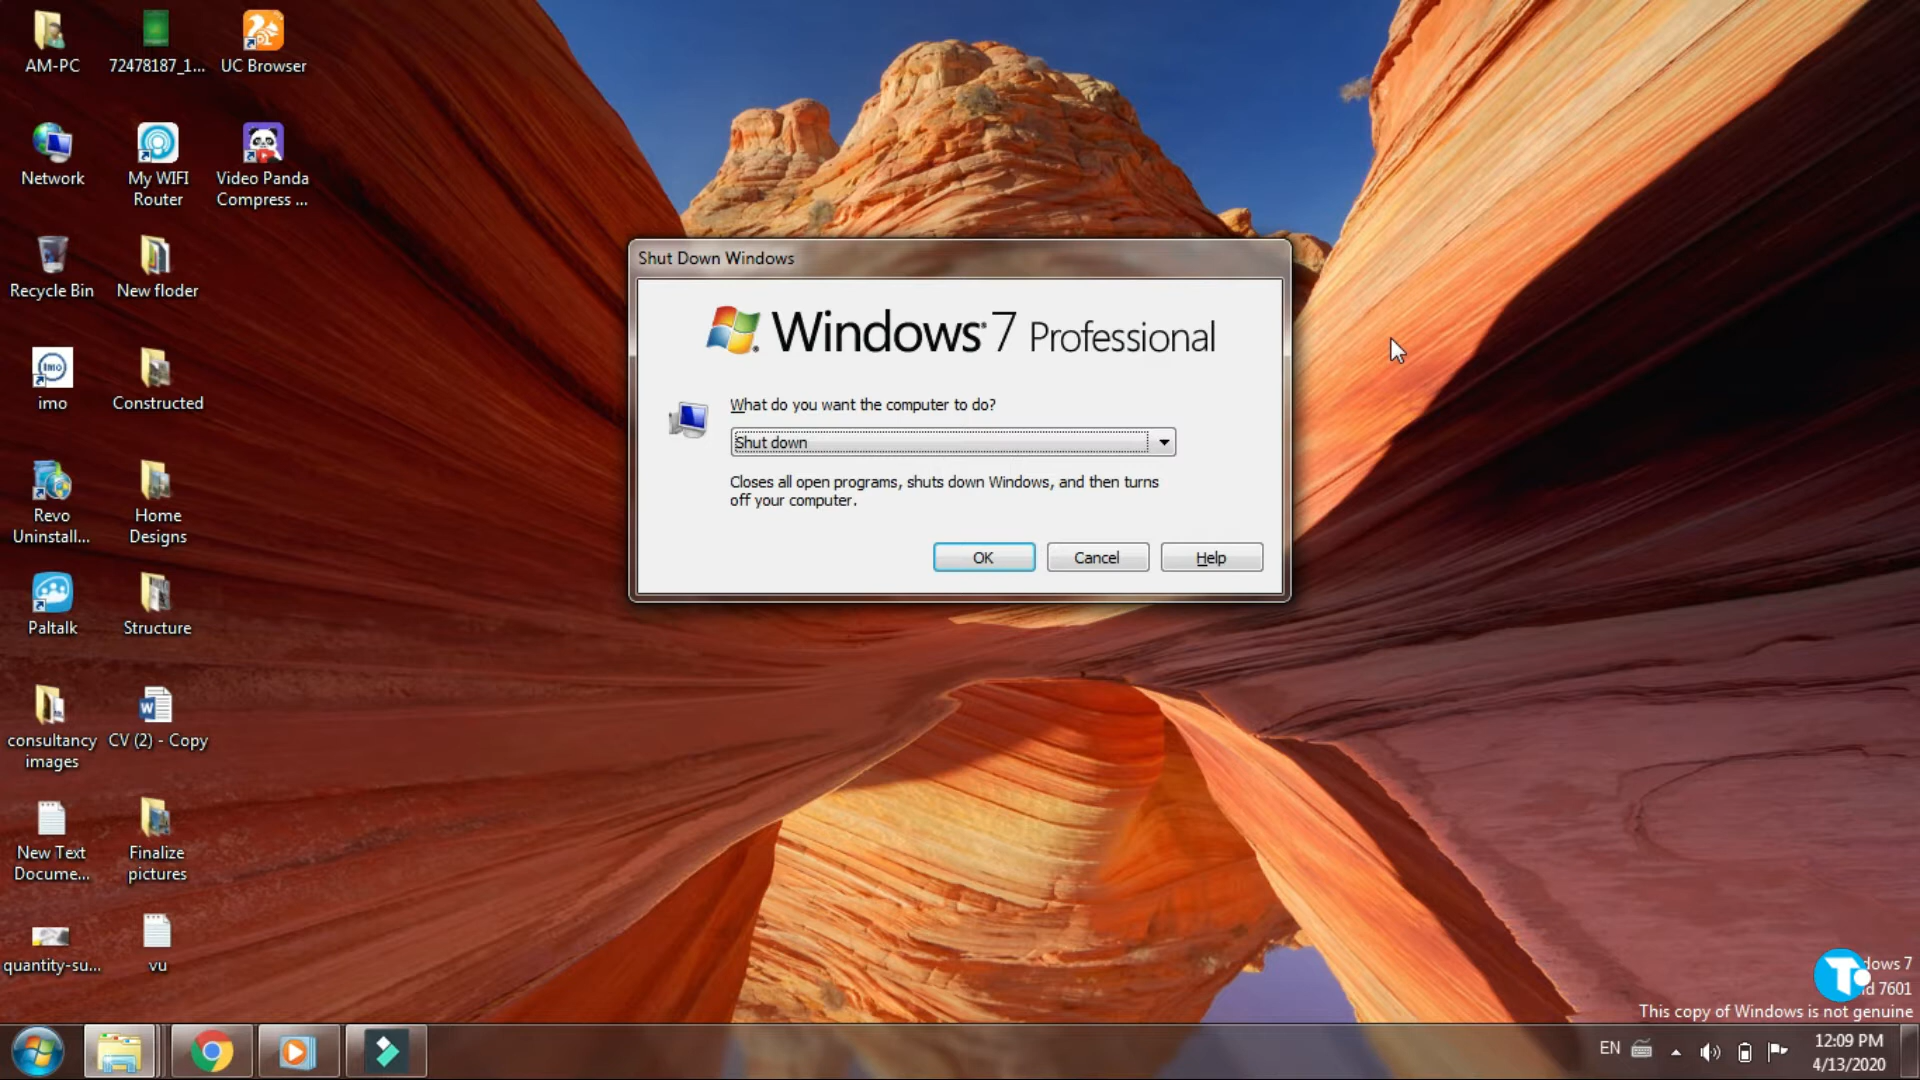 AM-PC
72478187_1...
UC Browser
Network
My WIFI
Router
Video Panda
Compress ...
Recycle Bin
New floder
imo
Constructed
Revo
Uninstall...
Home
Designs
Paltalk
Structure
consultancy
images
CV (2) - Copy
New Text
Docume...
Finalize
pictures
quantity-su...
vu
Shut Down Windows
Windows 7 Professional
What do you want the computer to do?
Shut down
Closes all open programs, shuts down Windows, and then turns
off your computer.
OK
Cancel
Help
dows 7
d 7601
This copy of Windows is not genuine
EN
12:09 PM
4/13/2020